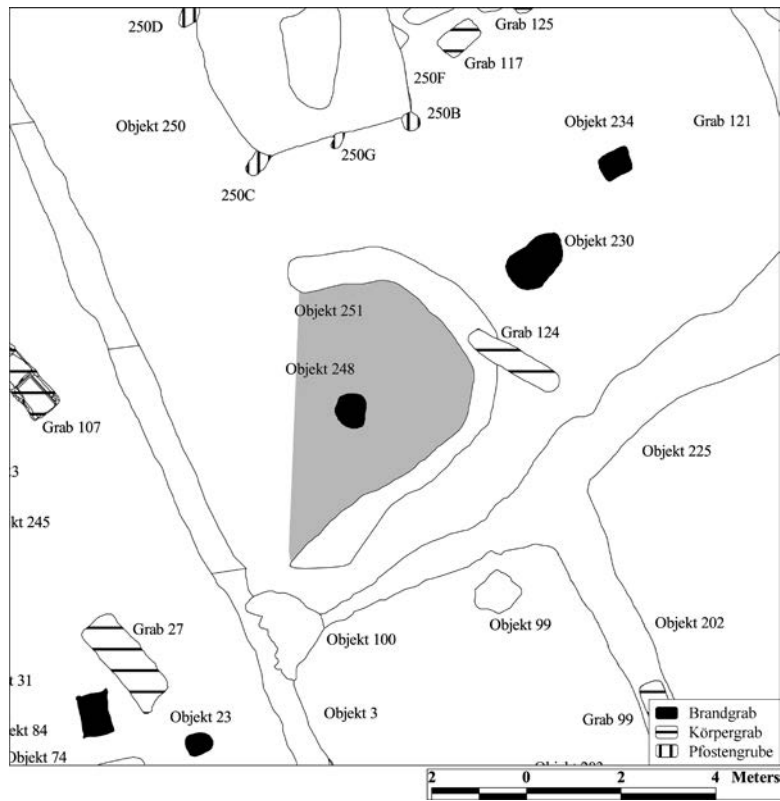 250D
Grab 125
Grab 117
250F
250B
Objekt 250
Objekt 234
Grab 121
250G
250C
Objekt 230
Objekt 251
Grab 124
Objekt 248
Grab 107
Objekt 225
kt 245
Grab 27
Objekt 99
Objekt 202
Objekt 100
31
Objekt 23
Objekt 3
Grab 99
ekt 84
Objekt 74
Brandgrab
Körpergrab
Pfostengrube
2 0 2 4 Meters